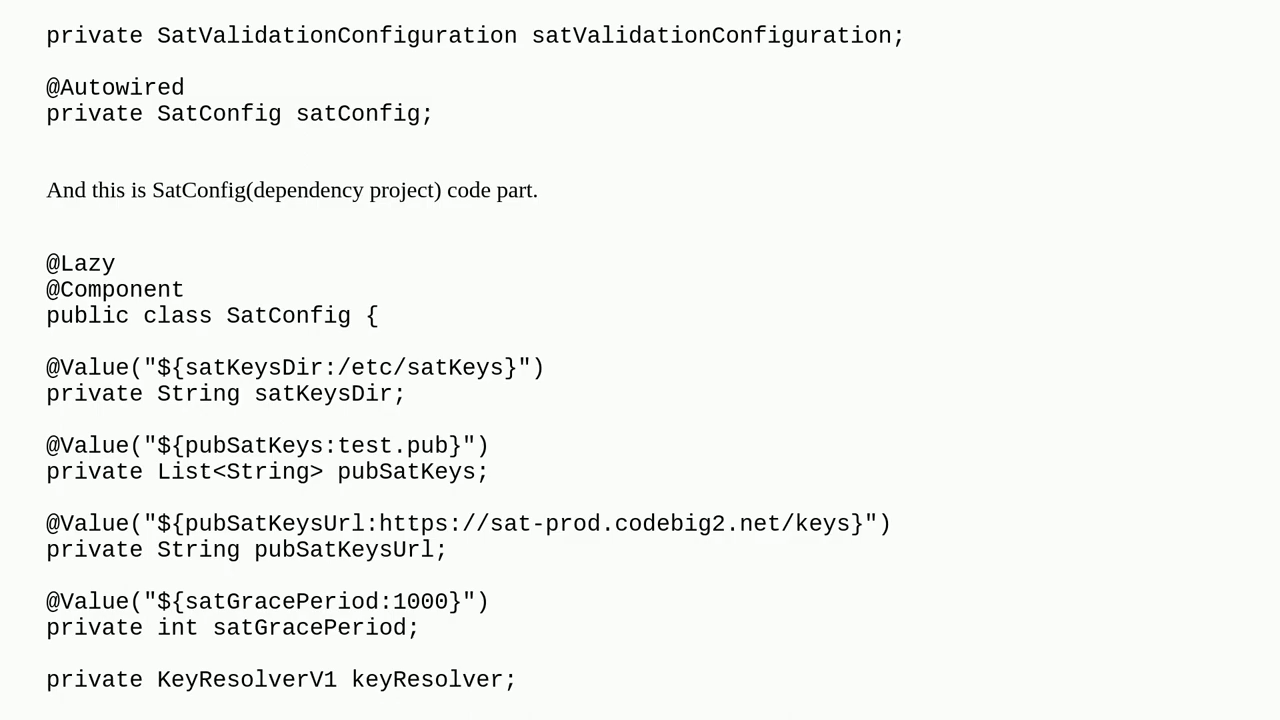 private SatValidationConfiguration satValidationConfiguration;
@Autowired
private SatConfig satConfig;
And this is SatConfig(dependency project) code part.
@Lazy
@Component
public class SatConfig {
@Value("${satKeysDir:/etc/satKeys}")
private String satKeysDir;
@Value("${pubSatKeys:test.pub}")
private List<String> pubSatKeys;
@Value("${pubSatKeysUrl:https://sat-prod.codebig2.net/keys}")
private String pubSatKeysUrl;
@Value("${satGracePeriod:1000}")
private int satGracePeriod;
private KeyResolverV1 keyResolver;